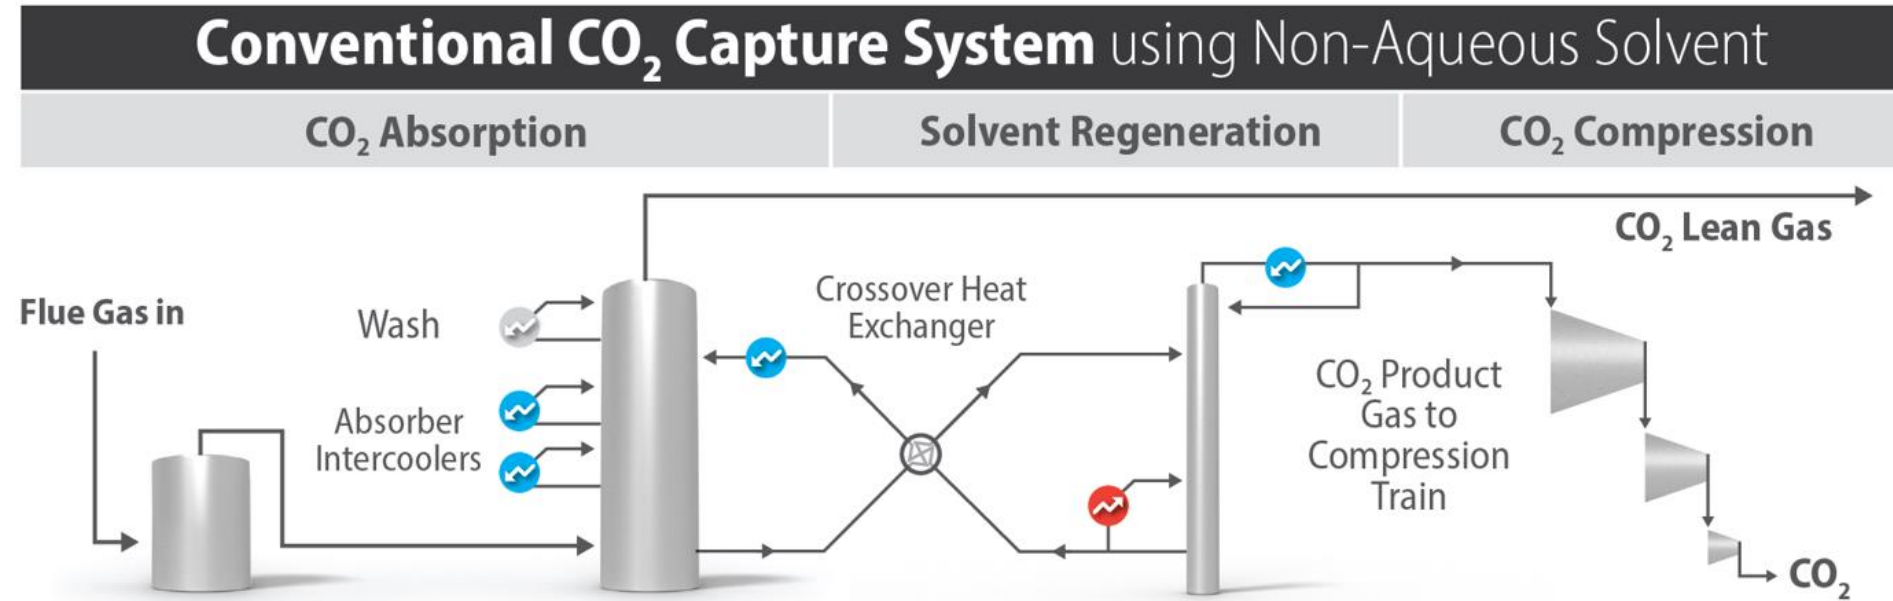 Conventional CO₂ Capture System using Non-Aqueous Solvent
CO₂ Absorption
Solvent Regeneration
CO₂ Compression
CO₂ Lean Gas
Flue Gas in
Wash
Absorber
Intercoolers
Crossover Heat
Exchanger
CO₂ Product
Gas to
Compression
Train
CO₂